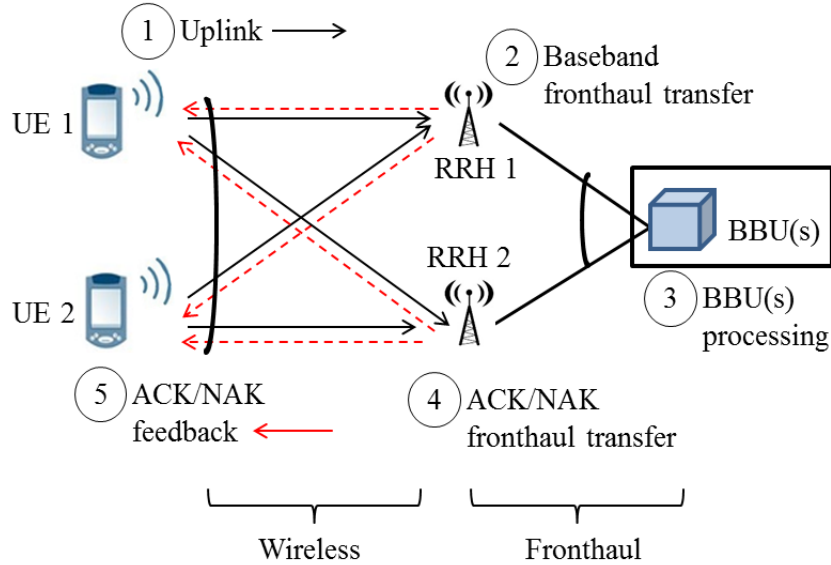 1 Uplink
2 Baseband
fronthaul transfer
UE 1
RRH 1
BBU(s)
RRH 2
UE 2
3 BBU(s)
processing
5 ACK/NAK
feedback
4 ACK/NAK
fronthaul transfer
Wireless
Fronthaul